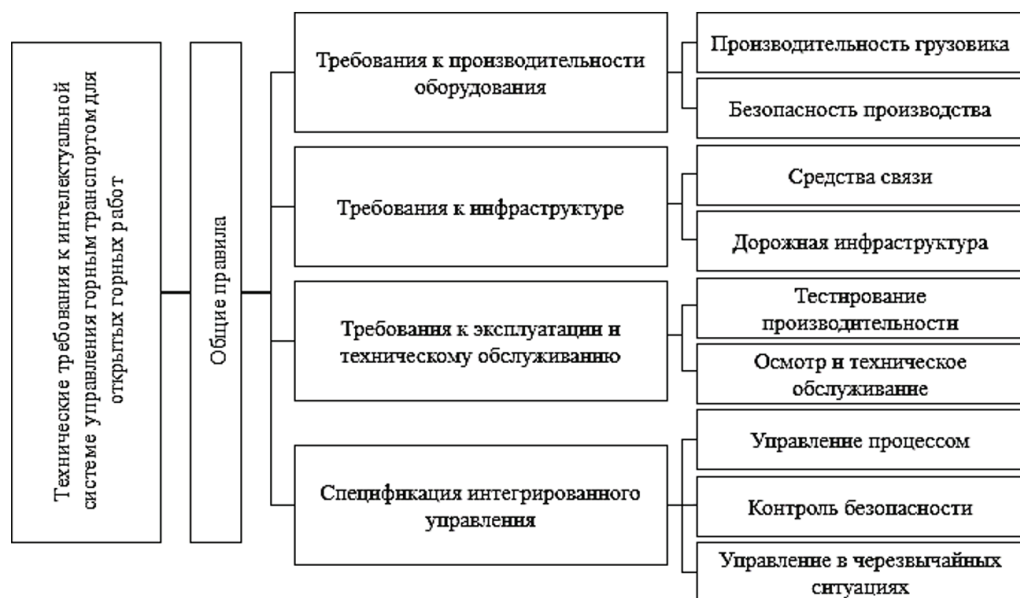 Технические требования к интелектуальной
системе управления горным транспортом для
открытых горных работ
Общие правила
Требования к производительности
оборудования
Производительность грузовика
Безопасность производства
Требования к инфраструктуре
Средства связи
Дорожная инфраструктура
Требования к эксплуатации и
техническому обслуживанию
Тестирование
производительности
Осмотр и техническое
обслуживание
Спецификация интегрированного
управления
Управление процессом
Контроль безопасности
Управление в черезвычайных
ситуациях